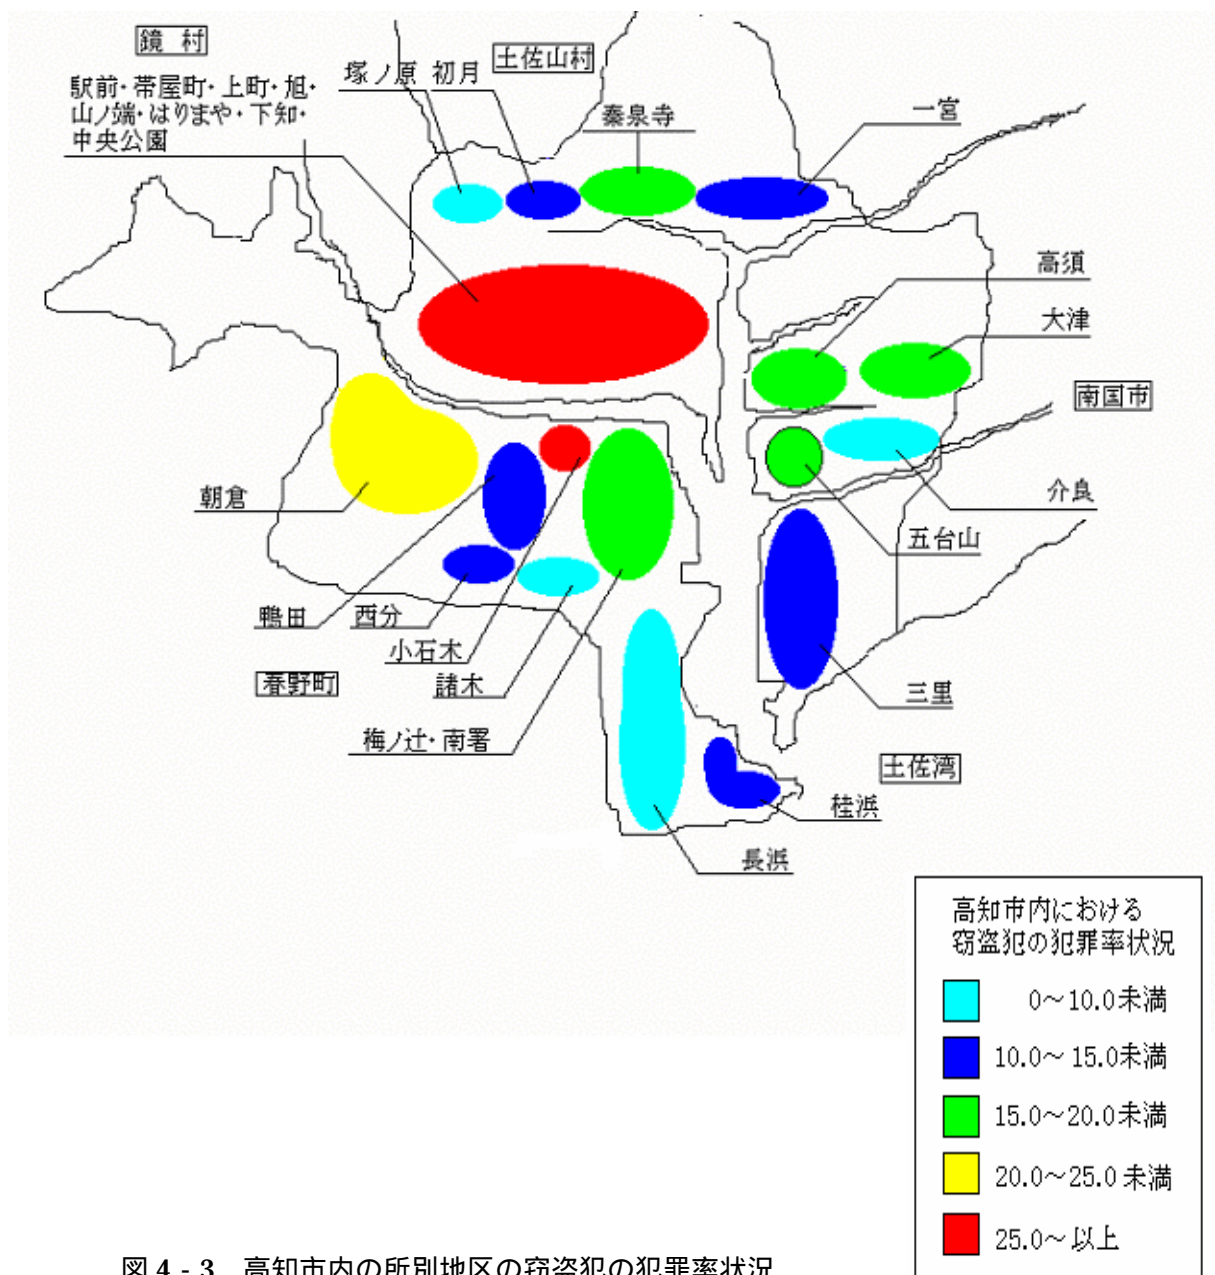 鏡 村
土佐山村
塚ノ原 初月
駅前・帯屋町・上町・旭・
山ノ端・はりまや・下知・
中央公園
秦泉寺
一宮
高須
大津
南国市
朝倉
介良
五台山
鴨田
西分
小石木
春野町
諸木
三里
梅ノ辻・南署
土佐湾
桂浜
長浜
高知市内における
窃盗犯の犯罪率状況
0～10.0未満
10.0～15.0未満
15.0～20.0未満
20.0～25.0未満
25.0～以上
図 4 - 3 高知市内の所別地区の窃盗犯の犯罪率状況